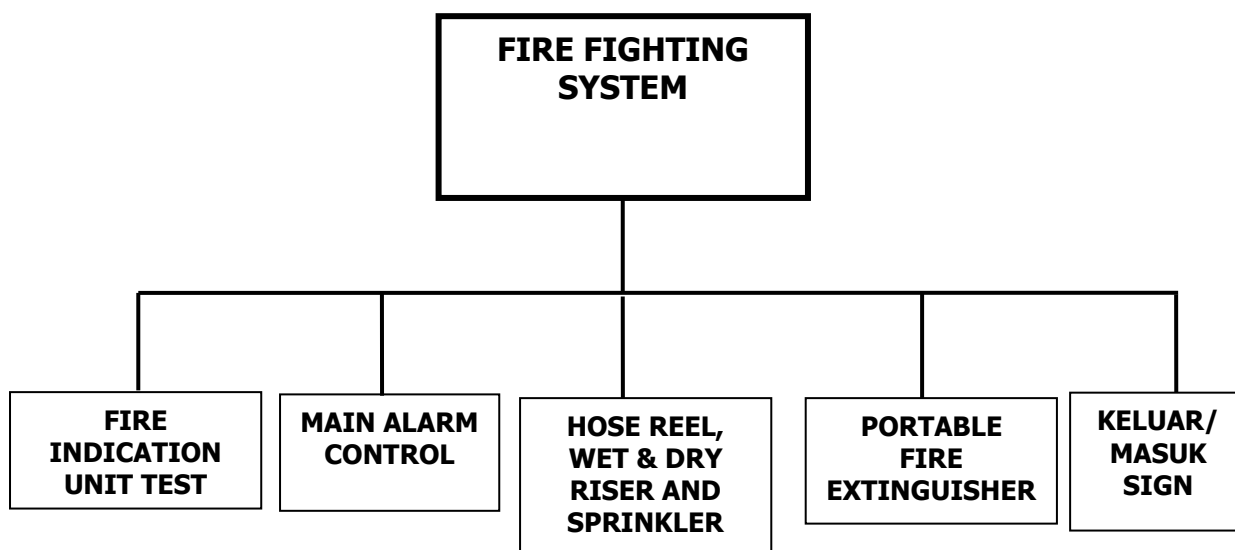 FIRE FIGHTING
SYSTEM
FIRE
INDICATION
UNIT TEST
MAIN ALARM
CONTROL
HOSE REEL,
WET & DRY
RISER AND
SPRINKLER
PORTABLE
FIRE
EXTINGUISHER
KELUAR/
MASUK
SIGN